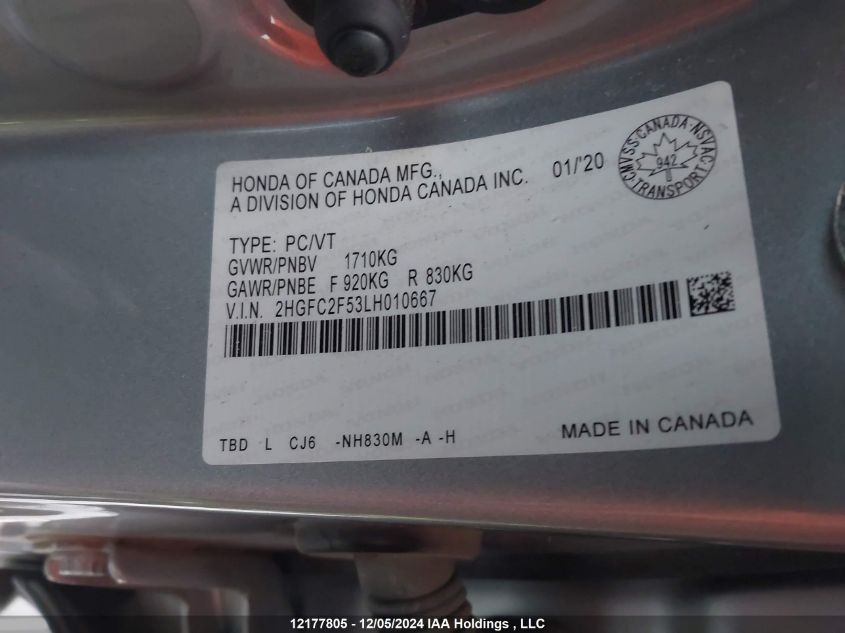 HONDA OF CANADA MFG., 01/'20
A DIVISION OF HONDA CANADA INC.
CMVSS·CANADA·NSVAC
942
TRANSPORT
TYPE: PC/VT
GVWR/PNBV 1710KG
GAWR/PNBE F 920KG R 830KG
V.I.N. 2HGFC2F53LH010667
TBD L CJ6 -NH830M -A -H MADE IN CANADA
12177805 - 12/05/2024 IAA Holdings , LLC